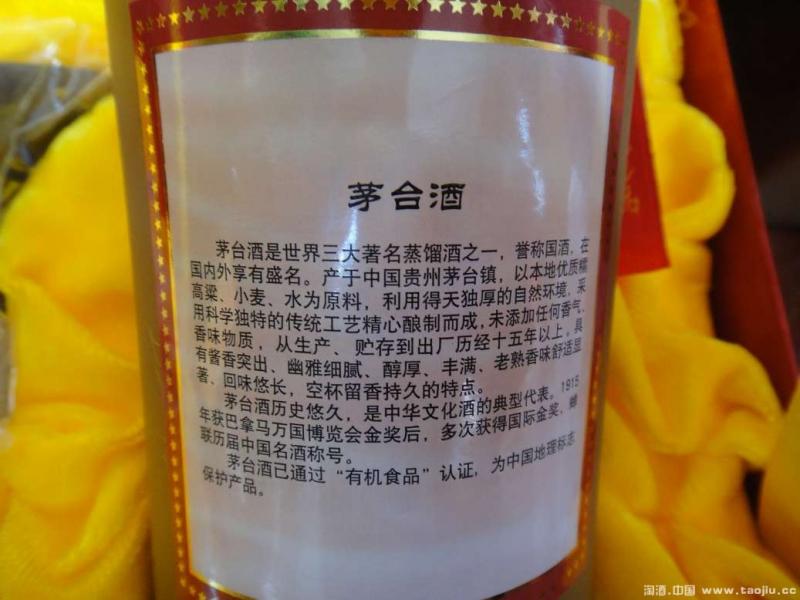 茅台酒
茅台酒是世界三大著名蒸馏酒之一，誉称国酒，在
国内外享有盛名。产于中国贵州茅台镇，以本地优质糯
高粱、小麦、水为原料，利用得天独厚的自然环境，采
用科学独特的传统工艺精心酿制而成，未添加任何香气、
香味物质，从生产、贮存到出厂历经十五年以上，具
有酱香突出、幽雅细腻、醇厚、丰满、老熟香味舒适显
著、回味悠长，空杯留香持久的特点。
茅台酒历史悠久，是中华文化酒的典型代表。1915
年获巴拿马万国博览会金奖后，多次获得国际金奖、蝉
联历届中国名酒称号。
茅台酒已通过“有机食品”认证，为中国地理标志
保护产品。
淘酒.中国 www.taojiu.cc